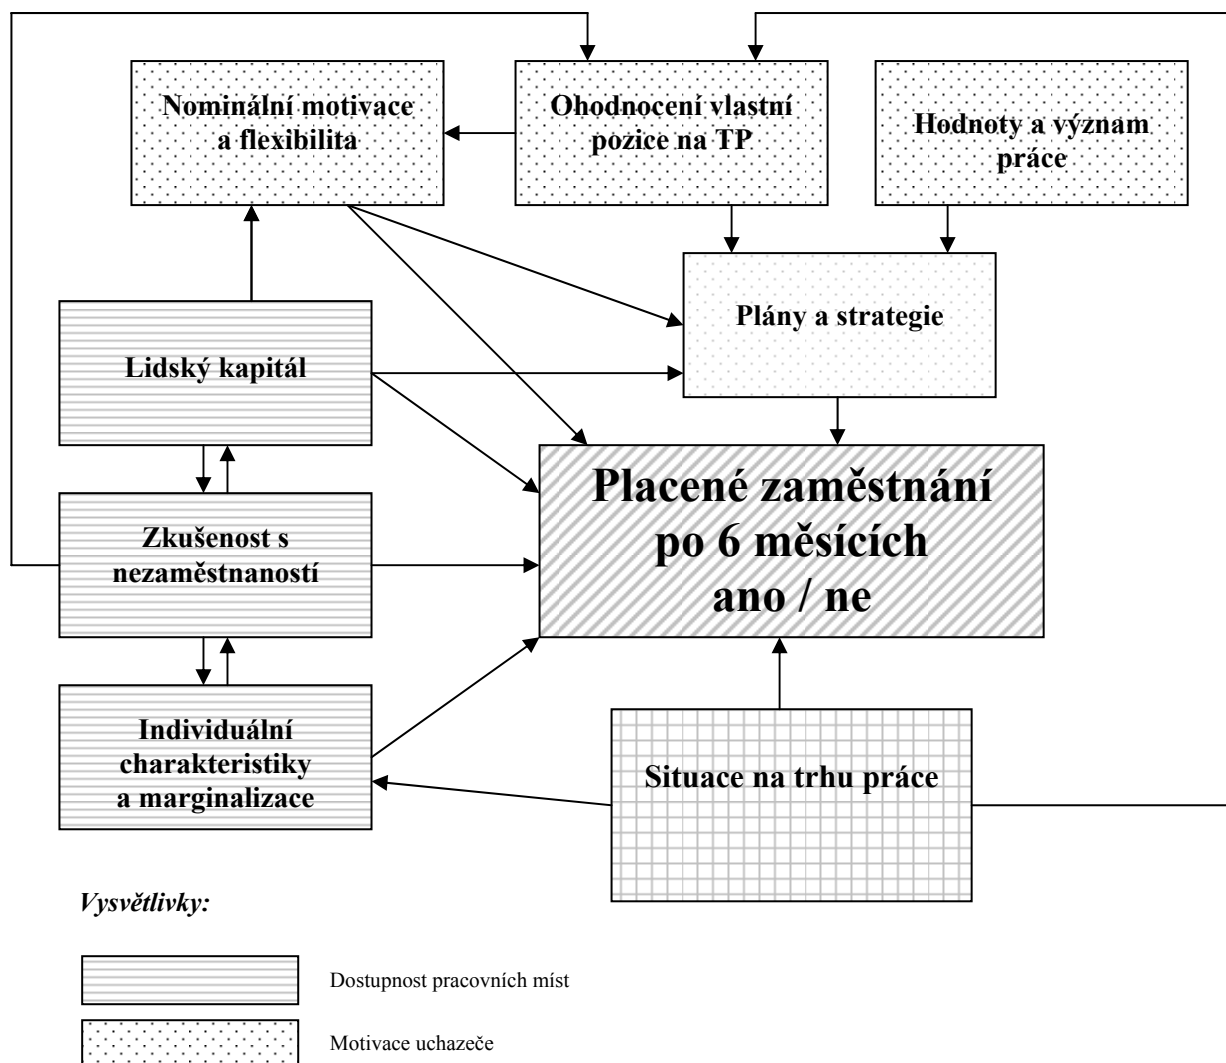 Nominální motivace
a flexibilita
Ohodnocení vlastní
pozice na TP
Hodnoty a význam
práce
Plány a strategie
Lidský kapitál
Placené zaměstnání
po 6 měsících
ano / ne
Zkušenost s
nezaměstnaností
Individuální
charakteristiky
a marginalizace
Situace na trhu práce
Vysvětlivky:
Dostupnost pracovních míst
Motivace uchazeče